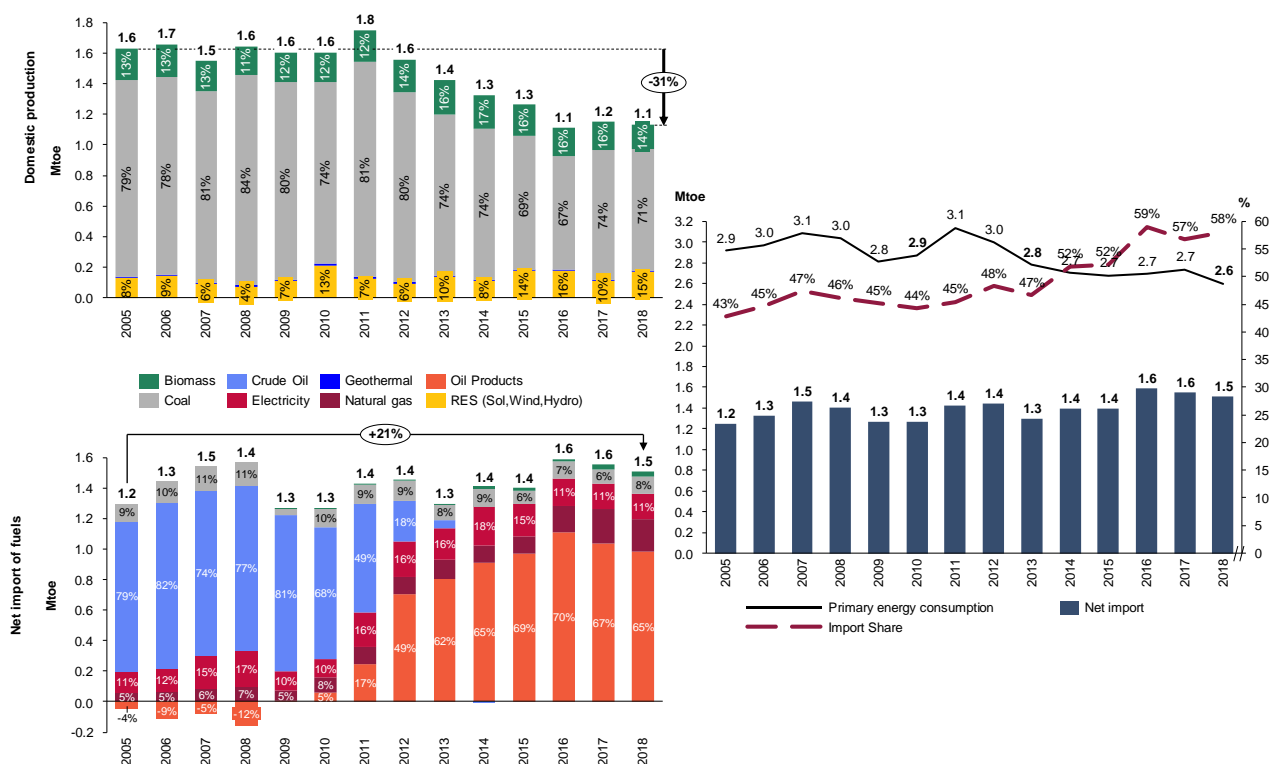 Domestic production
Mtoe
1.8
1.6
1.4
1.2
1.0
0.8
0.6
0.4
0.2
0.0
1.6 1.7 1.5 1.6 1.6 1.6 1.8 1.6 1.4 1.3 1.3 1.1 1.2 1.1
13% 13% 13% 11% 12% 12% 12% 14% 16% 17% 16% 16% 16% 14%
79% 78% 81% 84% 80% 74% 81% 80% 74% 74% 69% 67% 74% 71%
8% 9% 6% 4% 7% 13% 7% 6% 10% 8% 14% 16% 10% 15%
-31%
2005 2006 2007 2008 2009 2010 2011 2012 2013 2014 2015 2016 2017 2018
Biomass Crude Oil Geothermal Oil Products
Coal Electricity Natural gas RES (Sol,Wind,Hydro)
Net import of fuels
Mtoe
+21%
1.6
1.4
1.2
1.0
0.8
0.6
0.4
0.2
0.0
-0.2
1.2 1.3 1.5 1.4 1.3 1.3 1.4 1.4 1.3 1.4 1.4 1.6 1.6 1.5
9% 10% 11% 11% 10% 9% 9% 8% 9% 6% 7% 6% 8%
79% 82% 74% 77% 81% 68% 49% 18%
11% 12% 15% 17% 10% 10% 16% 16% 16% 18% 15% 11% 11% 11%
5% 5% 6% 7% 5% 8%
5% 17% 49% 62% 65% 69% 70% 67% 65%
-4% -9% -5% -12%
2005 2006 2007 2008 2009 2010 2011 2012 2013 2014 2015 2016 2017 2018
Mtoe
%
3.2
3.0
2.8
2.6
2.4
2.2
2.0
1.8
1.6
1.4
1.2
1.0
0.8
0.6
0.4
0.2
0.0
2.9 3.0 3.1 3.0 2.8 2.9 3.1 3.0 2.8 2.7 2.7 2.7 2.7 2.6
43% 45% 47% 46% 45% 44% 45% 48% 47% 52% 52% 59% 57% 58%
1.2 1.3 1.5 1.4 1.3 1.3 1.4 1.4 1.3 1.4 1.4 1.6 1.6 1.5
60
55
50
45
40
35
30
25
20
15
10
5
0
2005 2006 2007 2008 2009 2010 2011 2012 2013 2014 2015 2016 2017 2018
Primary energy consumption Net import
Import Share